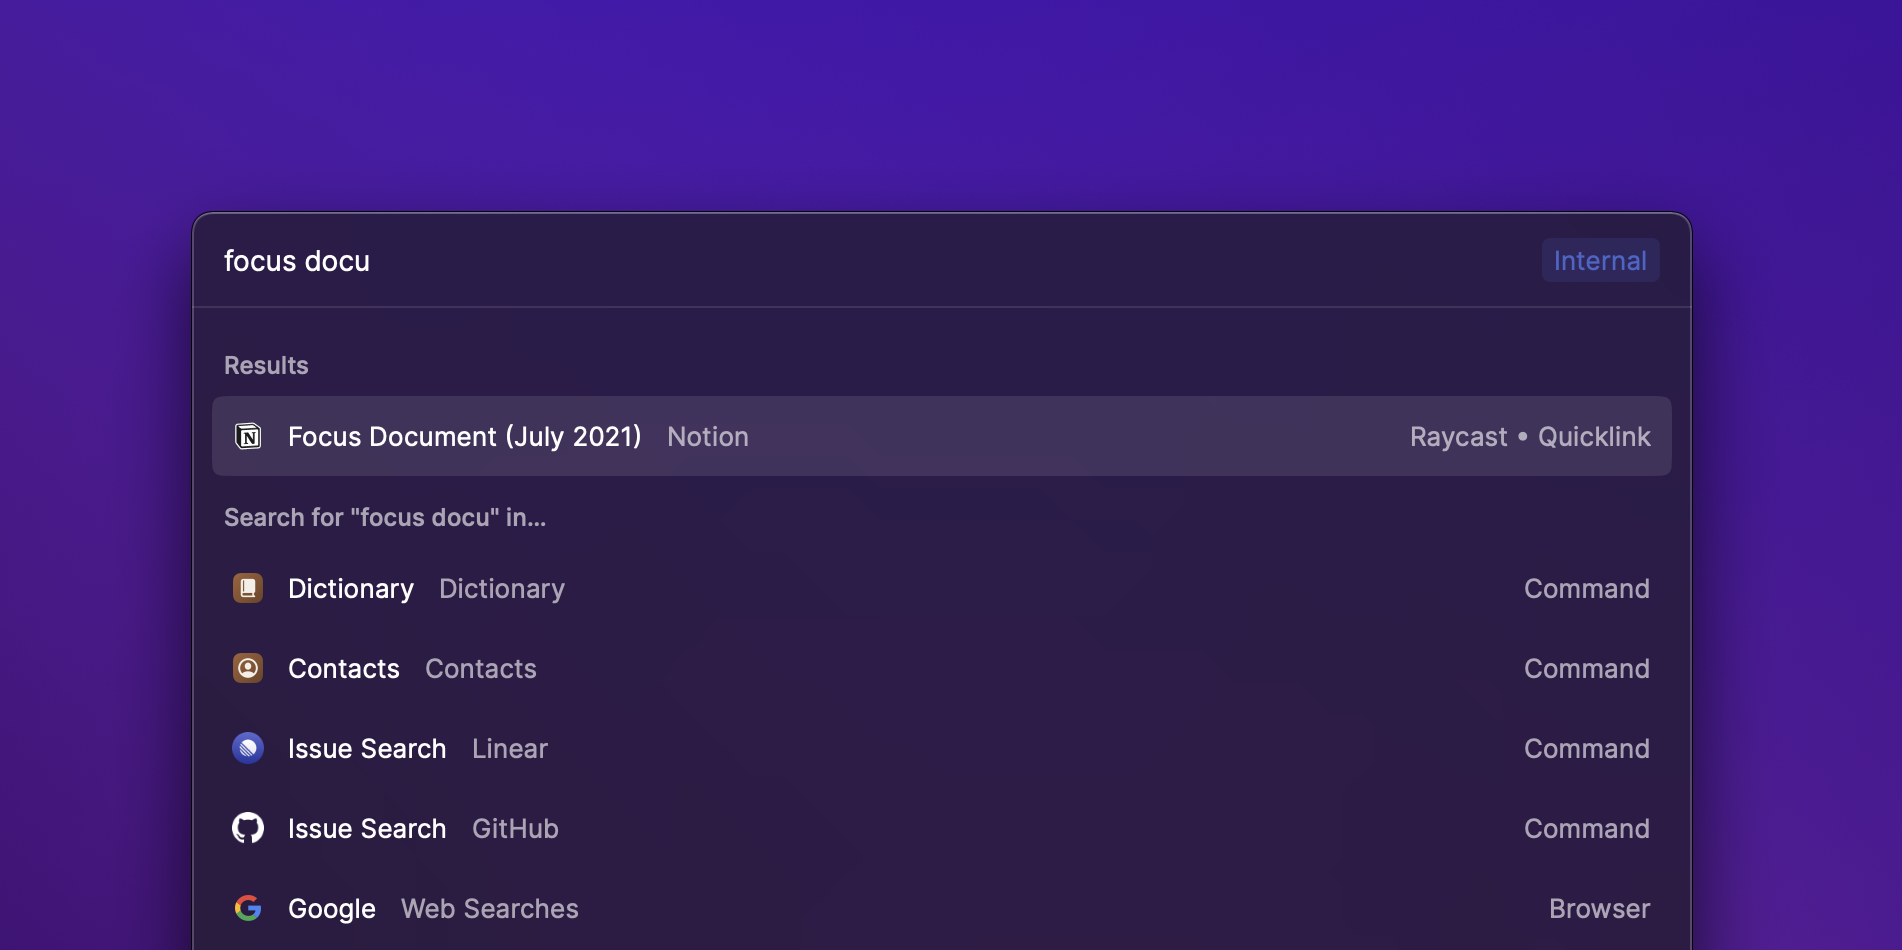 focus docu Internal
Results
Focus Document (July 2021) Notion Raycast • Quicklink
Search for "focus docu" in...
Dictionary Dictionary Command
Contacts Contacts Command
Issue Search Linear Command
Issue Search GitHub Command
Google Web Searches Browser